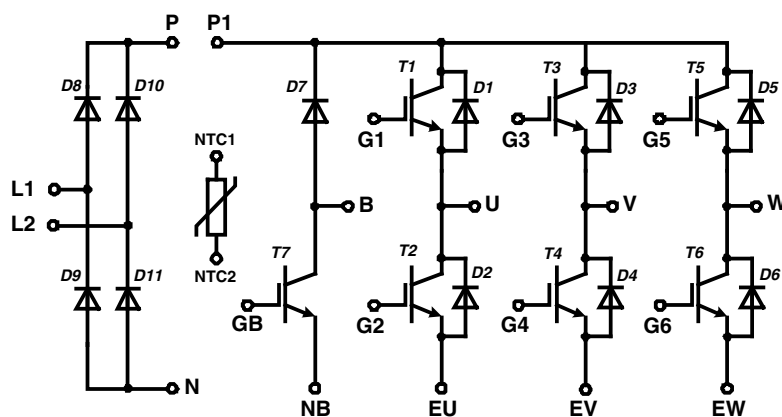 P P1
D8 D10 D7 T1 D1 T3 D3 T5 D5
G1 G3 G5
NTC1
L1
L2
B U V W
NTC2
D9 D11 T7 T2 D2 T4 D4 T6 D6
GB G2 G4 G6
N
NB EU EV EW